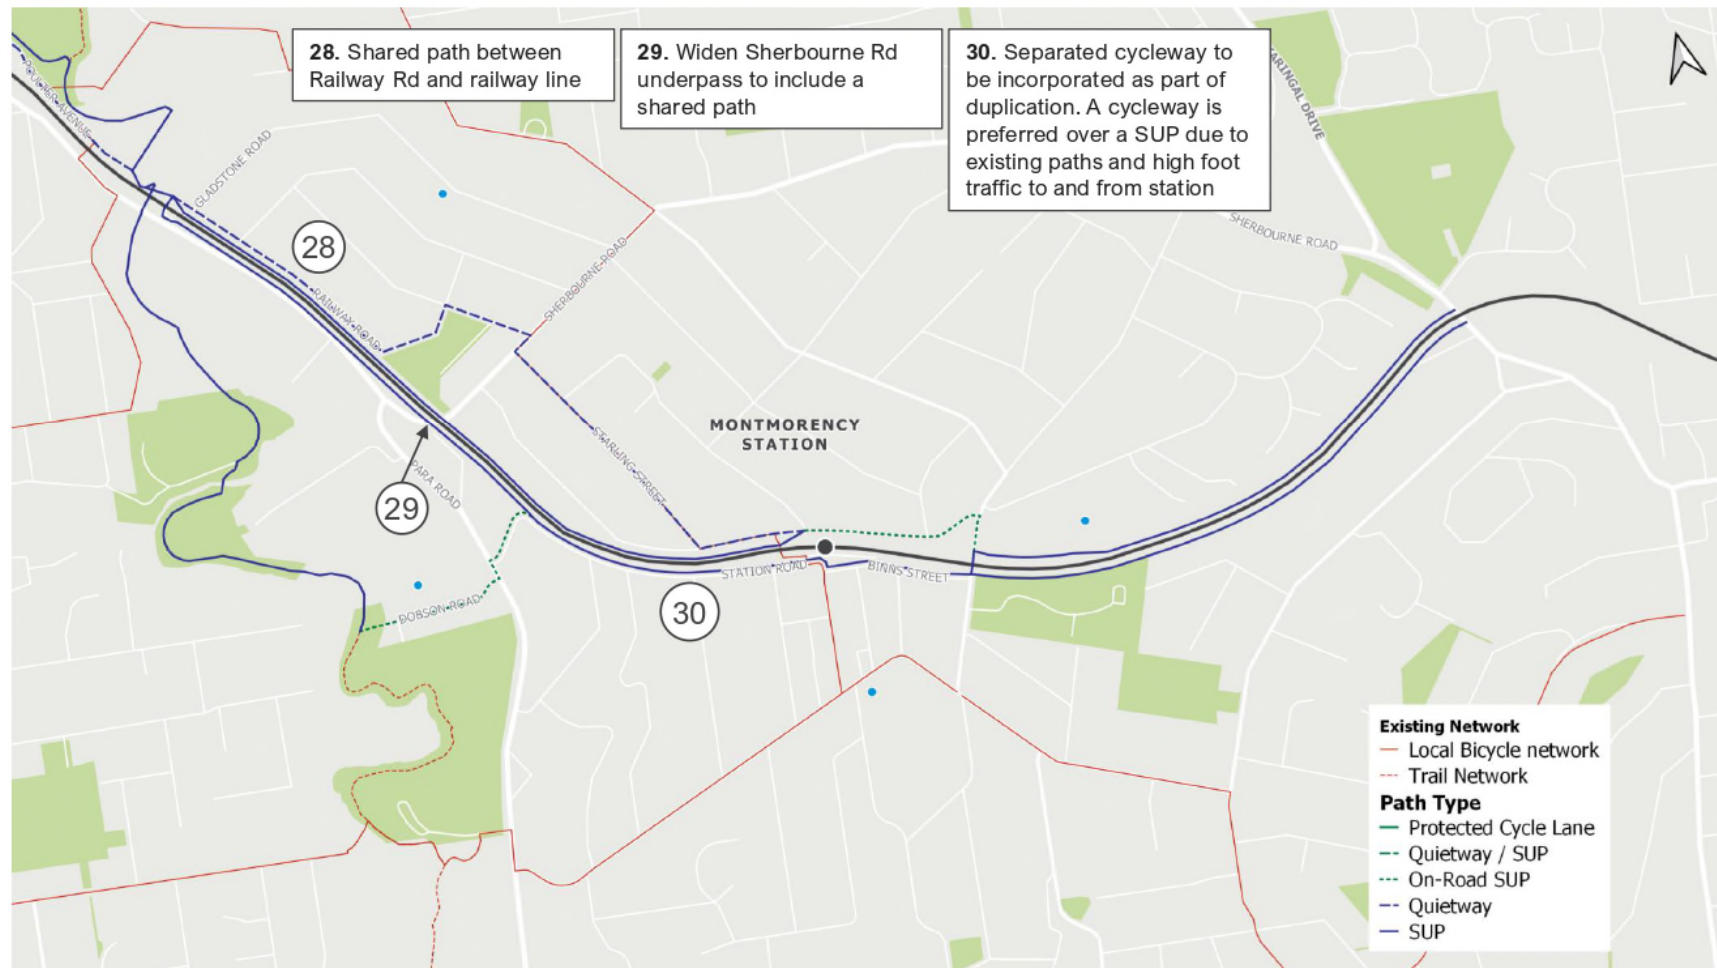 28. Shared path between
Railway Rd and railway line
29. Widen Sherbourne Rd
underpass to include a
shared path
30. Separated cycleway to
be incorporated as part of
duplication. A cycleway is
preferred over a SUP due to
existing paths and high foot
traffic to and from station
POULTER AVENUE
GLADSTONE ROAD
28
RAILWAY ROAD
SHERBOURNE ROAD
ARINGAL DRIVE
SHERBOURNE ROAD
MONTMORENCY
STATION
STARLING STREET
PARA ROAD
29
STATION ROAD
BINNS STREET
DOBSON ROAD
30
Existing Network
Local Bicycle network
Trail Network
Path Type
Protected Cycle Lane
Quietway / SUP
On-Road SUP
Quietway
SUP